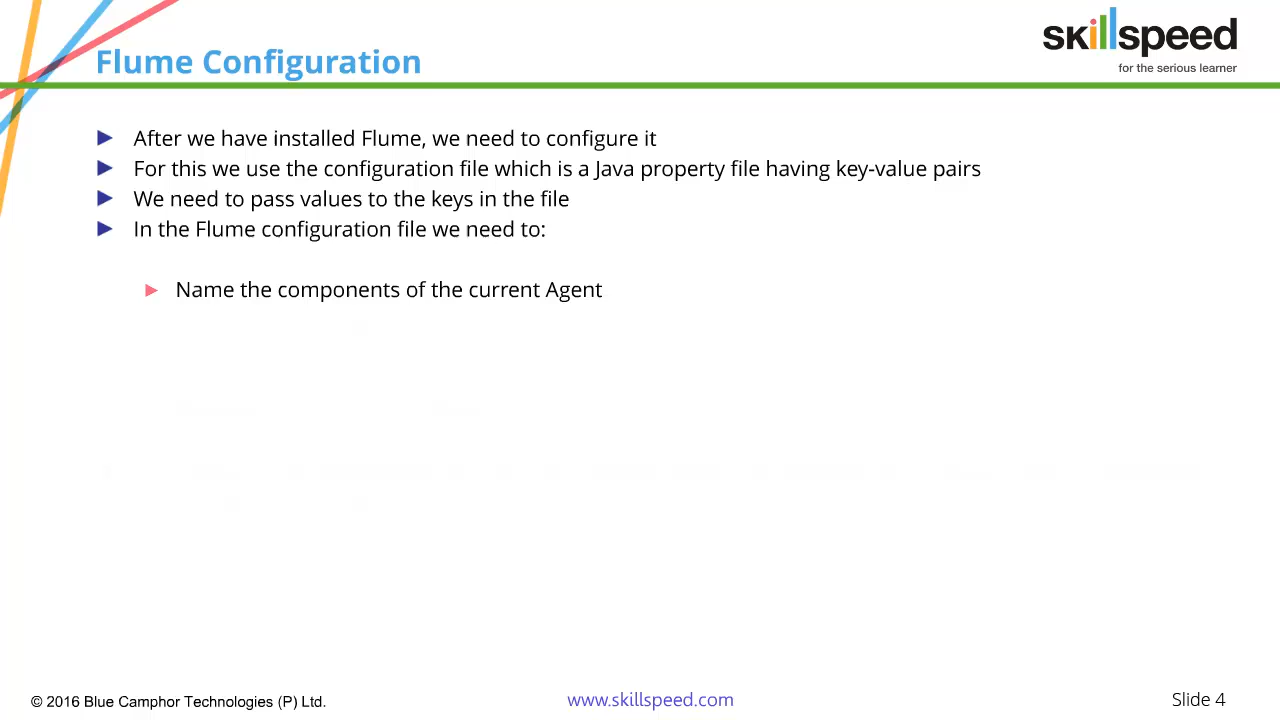 skillspeed
for the serious learner
Flume Configuration
After we have installed Flume, we need to configure it
For this we use the configuration file which is a Java property file having key-value pairs
We need to pass values to the keys in the file
In the Flume configuration file we need to:
Name the components of the current Agent
© 2016 Blue Camphor Technologies (P) Ltd.
www.skillspeed.com
Slide 4